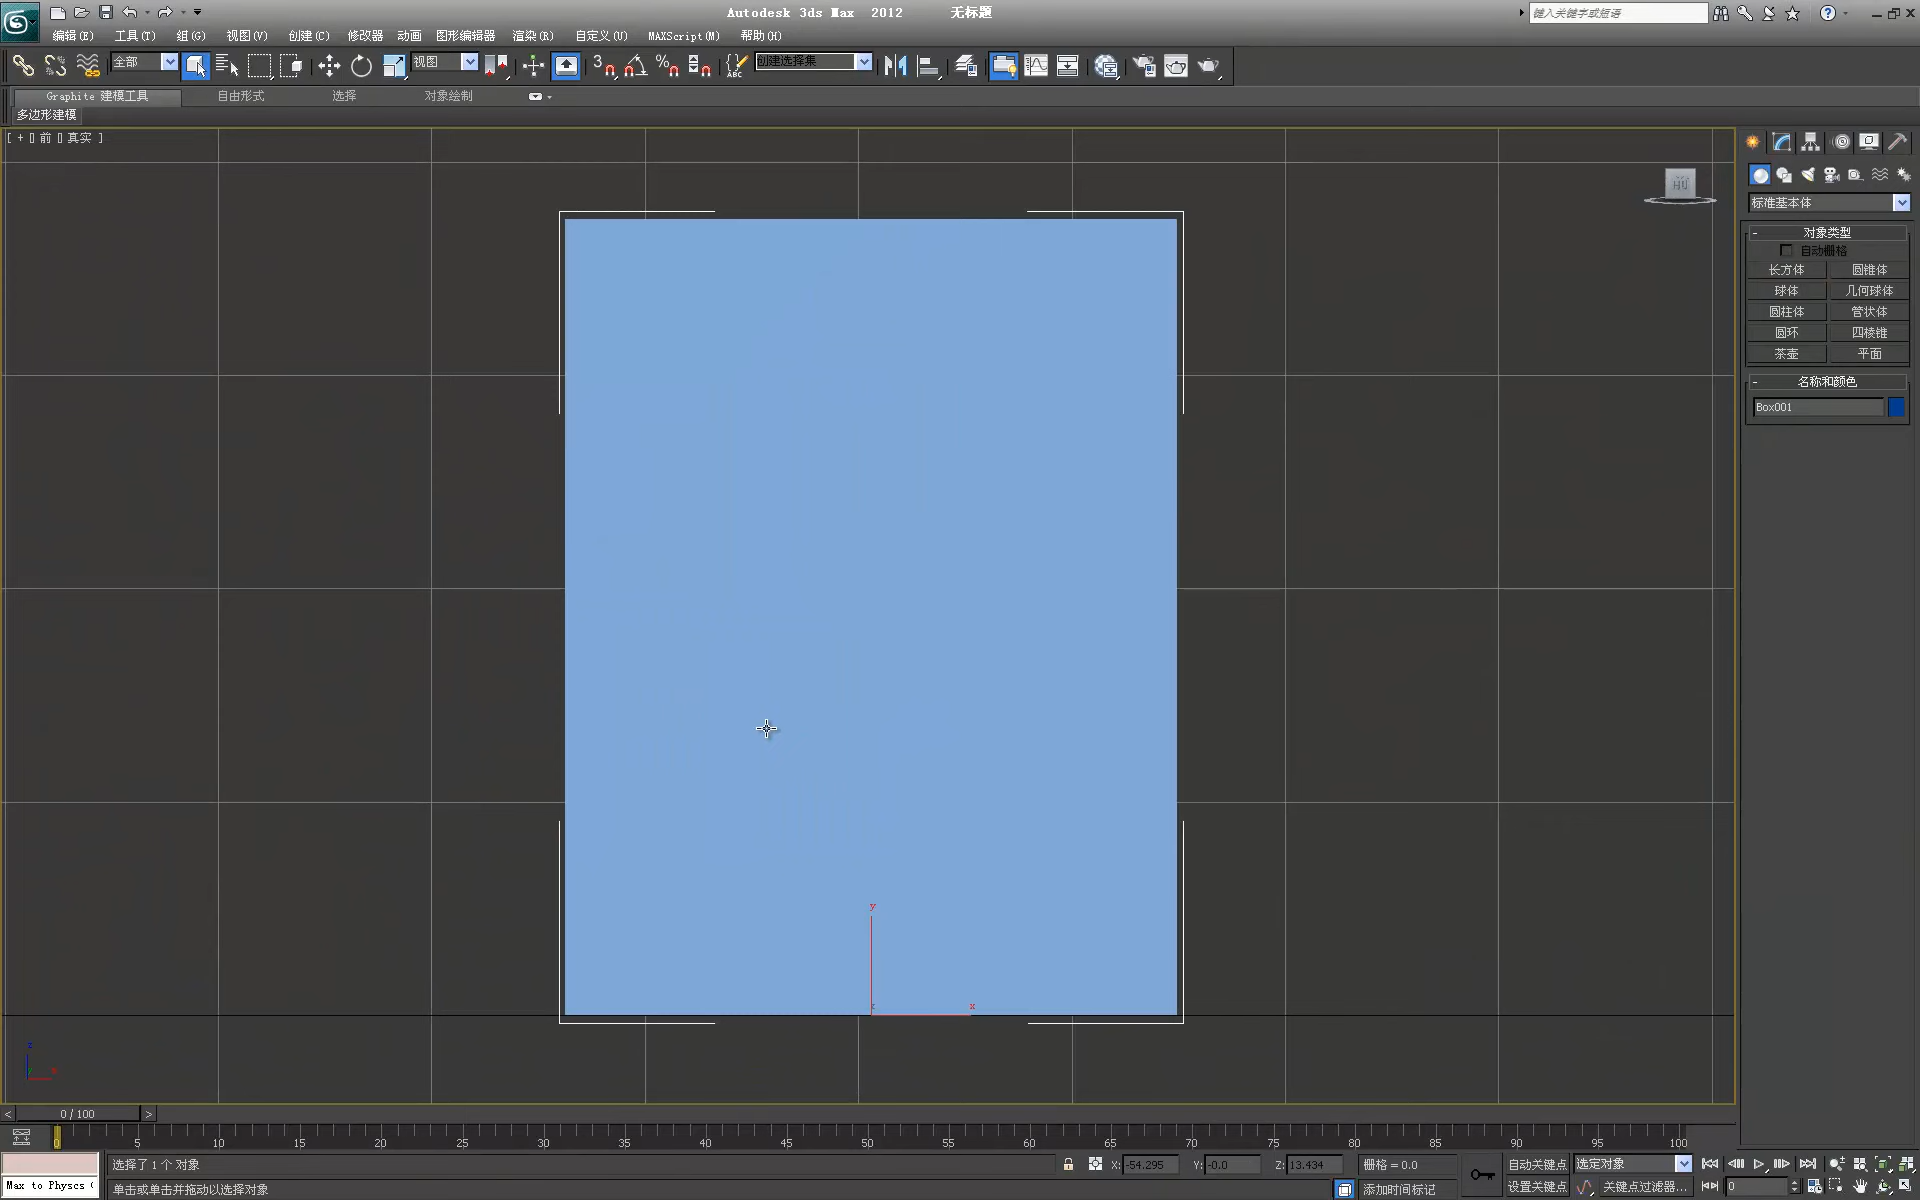 Autodesk 3ds Max 2012 无标题
键入关键字或短语
编辑(E) 工具(T) 组(G) 视图(V) 创建(C) 修改器 动画 图形编辑器 渲染(R) 自定义(U) MAXScript(M) 帮助(H)
全部 视图 3 % ABC 创建选择集
Graphite 建模工具 自由形式 选择 对象绘制
多边形建模
[ + [] 前 [] 真实 ]
前
标准基本体
- 对象类型
自动栅格
长方体 圆锥体
球体 几何球体
圆柱体 管状体
圆环 四棱锥
茶壶 平面
- 名称和颜色
Box001
y
x
z
< 0 / 100 >
0 5 10 15 20 25 30 35 40 45 50 55 60 65 70 75 80 85 90 95 100
选择了 1 个 对象 X: -54.295 Y: -0.0 Z: 13.434 栅格 = 0.0 自动关键点 选定对象
Max to Physcs ( 单击或单击并拖动以选择对象 添加时间标记 设置关键点 关键点过滤器... 0